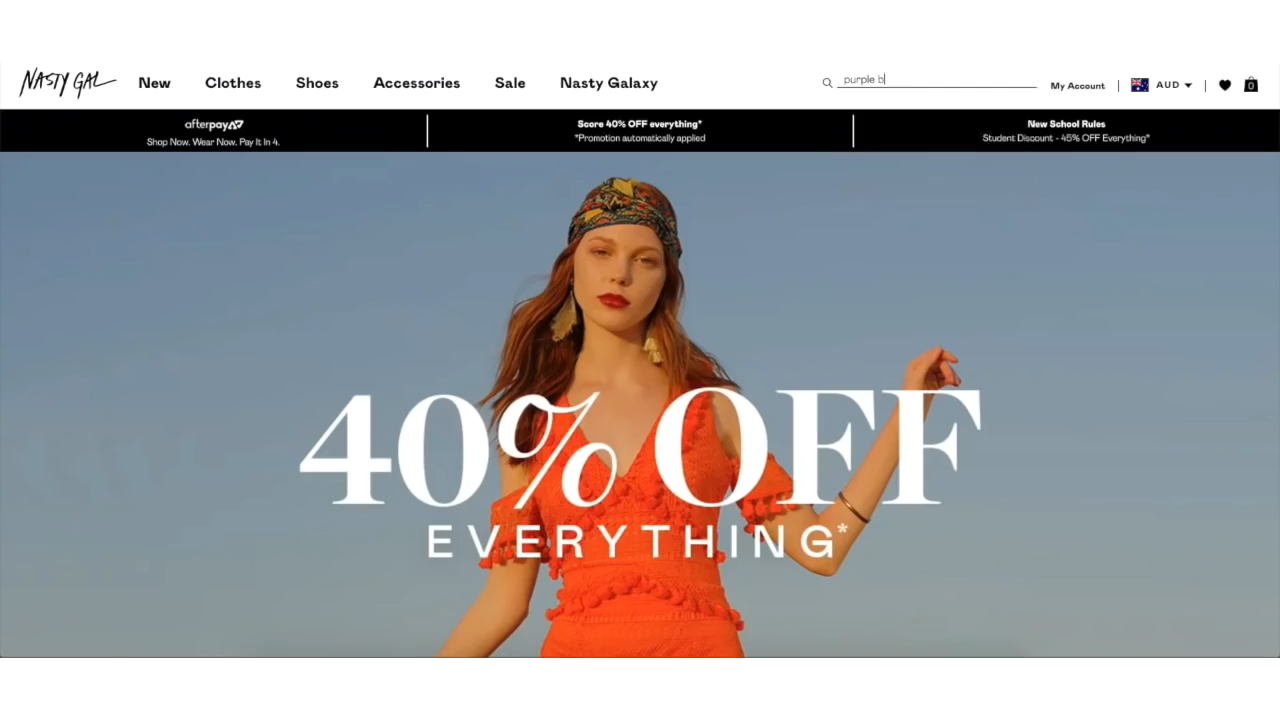 NASTY GAL
New Clothes Shoes Accessories Sale Nasty Galaxy
purple b
My Account
AUD
0
afterpay
Shop Now. Wear Now. Pay It In 4.
Score 40% OFF everything*
*Promotion automatically applied
New School Rules
Student Discount - 45% OFF Everything*
40% OFF
EVERYTHING*